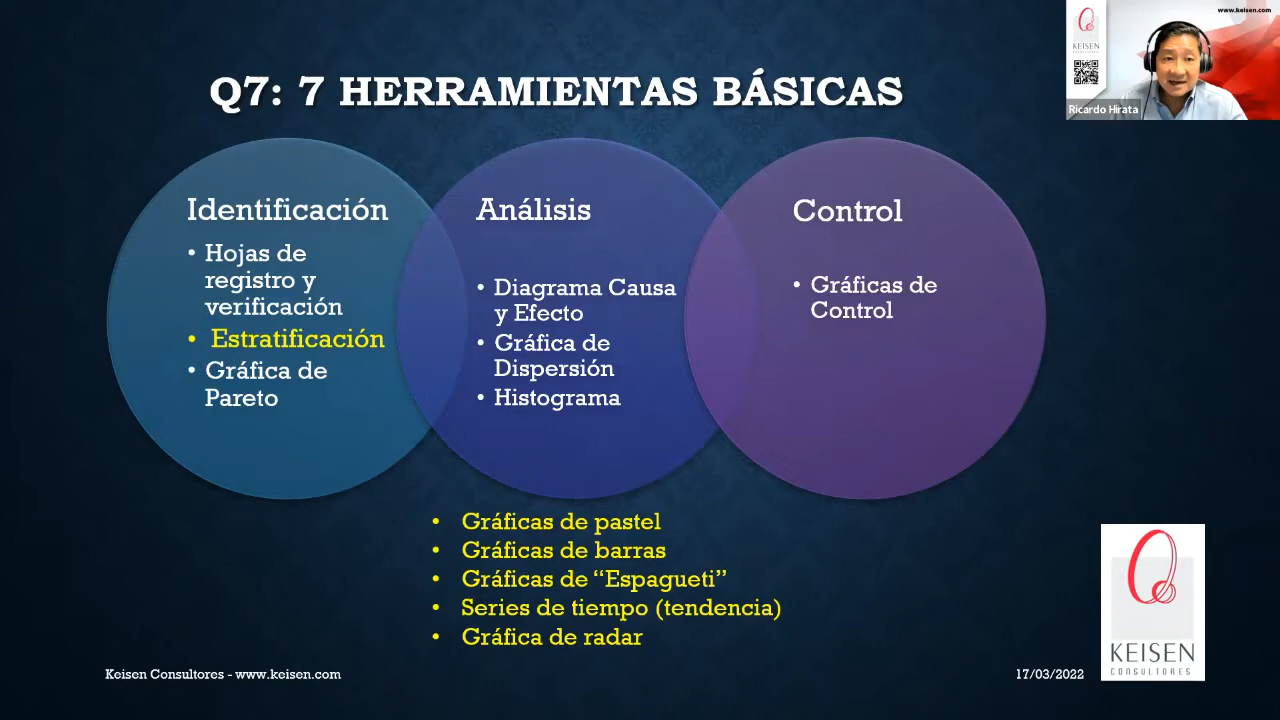 www.keisen.com
KEISEN
Ricardo Hirata
Q7: 7 HERRAMIENTAS BÁSICAS
Identificación
• Hojas de
registro y
verificación
• Estratificación
• Gráfica de
Pareto
Análisis
• Diagrama Causa
y Efecto
• Gráfica de
Dispersión
• Histograma
Control
• Gráficas de
Control
• Gráficas de pastel
• Gráficas de barras
• Gráficas de “Espagueti”
• Series de tiempo (tendencia)
• Gráfica de radar
Keisen Consultores - www.keisen.com
17/03/2022
KEISEN
CONSULTORES